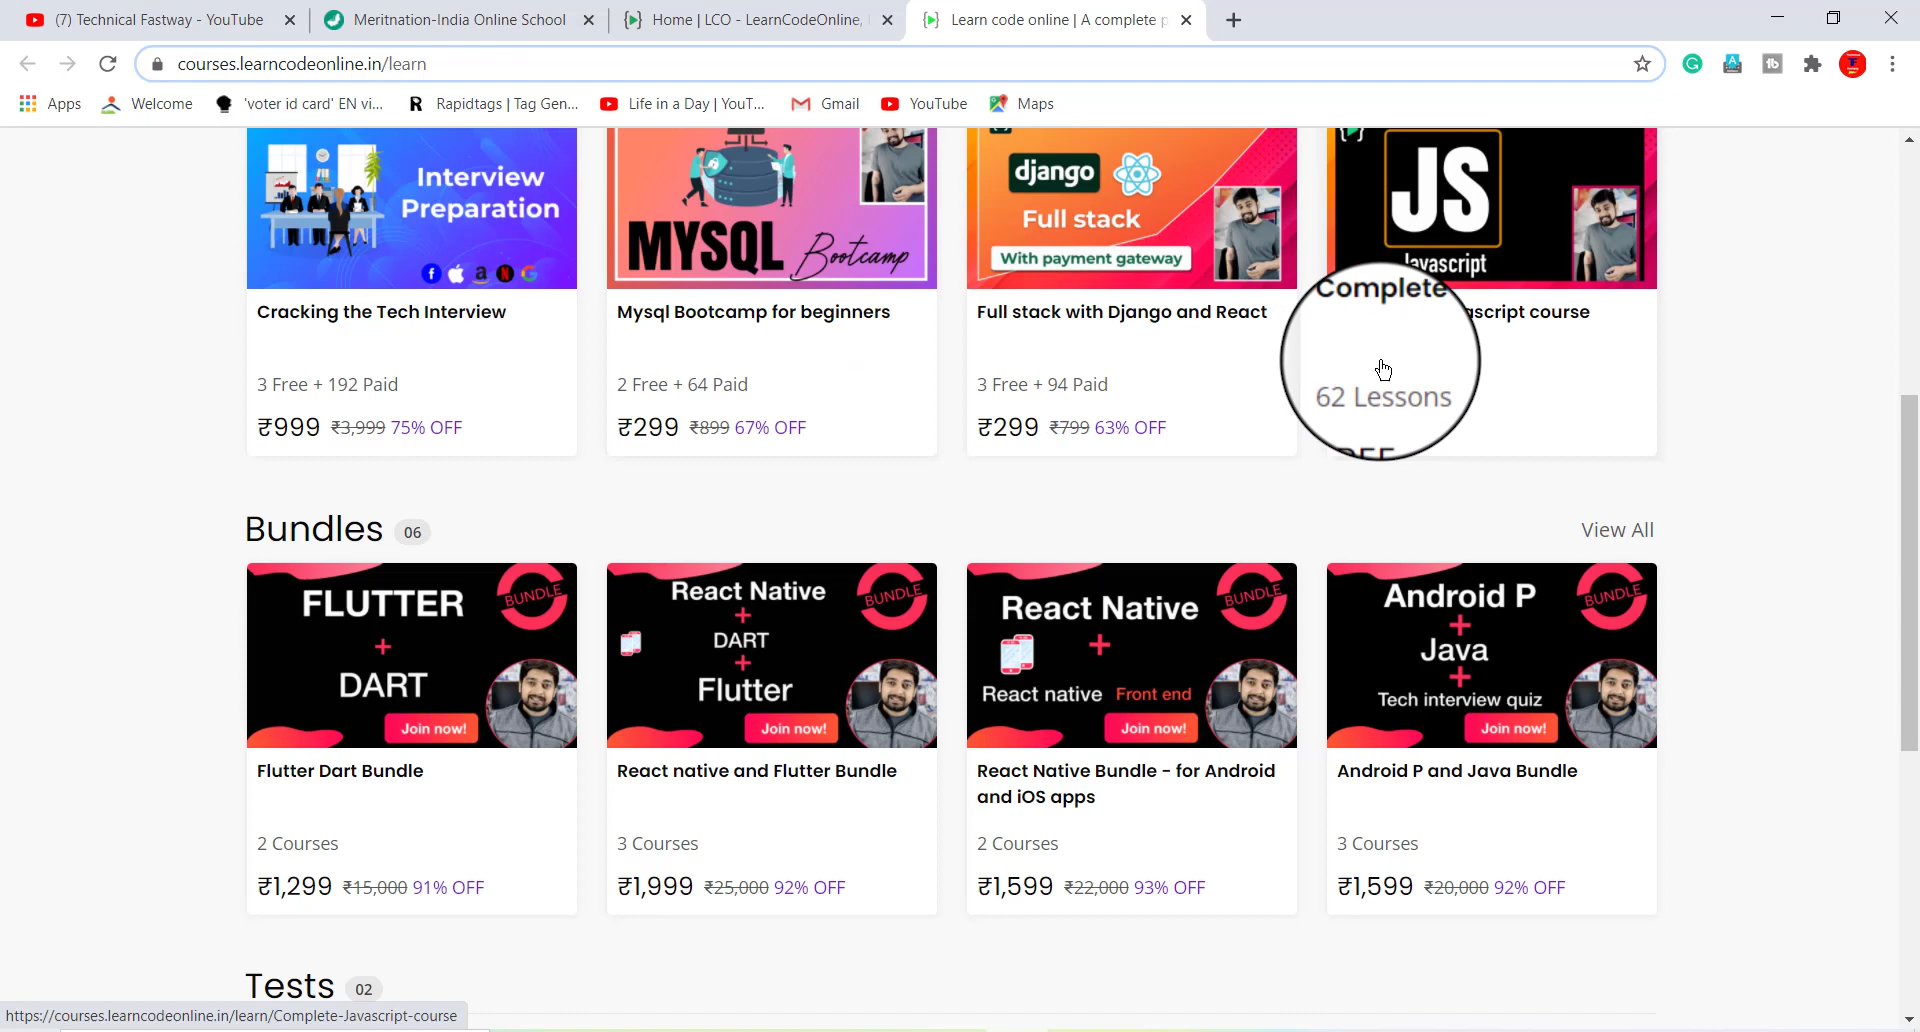 (7) Technical Fastway - YouTube
Meritnation-India Online School
Home | LCO - LearnCodeOnline,
Learn code online | A complete p
courses.learncodeonline.in/learn
Apps
Welcome
'voter id card' EN vi...
Rapidtags | Tag Gen...
Life in a Day | YouT...
Gmail
YouTube
Maps
Interview
Preparation
MYSQL
Bootcamp
django
Full stack
With payment gateway
JS
Javascript
Cracking the Tech Interview
3 Free + 192 Paid
₹999 ₹3,999 75% OFF
Mysql Bootcamp for beginners
2 Free + 64 Paid
₹299 ₹899 67% OFF
Full stack with Django and React
3 Free + 94 Paid
₹299 ₹799 63% OFF
Complete
ascript course
62 Lessons
Bundles 06
View All
FLUTTER
+
DART
BUNDLE
Join now!
React Native
+
DART
+
Flutter
BUNDLE
Join now!
React Native
+
React native Front end
BUNDLE
Join now!
Android P
+
Java
+
Tech interview quiz
BUNDLE
Join now!
Flutter Dart Bundle
2 Courses
₹1,299 ₹15,000 91% OFF
React native and Flutter Bundle
3 Courses
₹1,999 ₹25,000 92% OFF
React Native Bundle - for Android
and iOS apps
2 Courses
₹1,599 ₹22,000 93% OFF
Android P and Java Bundle
3 Courses
₹1,599 ₹20,000 92% OFF
Tests 02
https://courses.learncodeonline.in/learn/Complete-Javascript-course